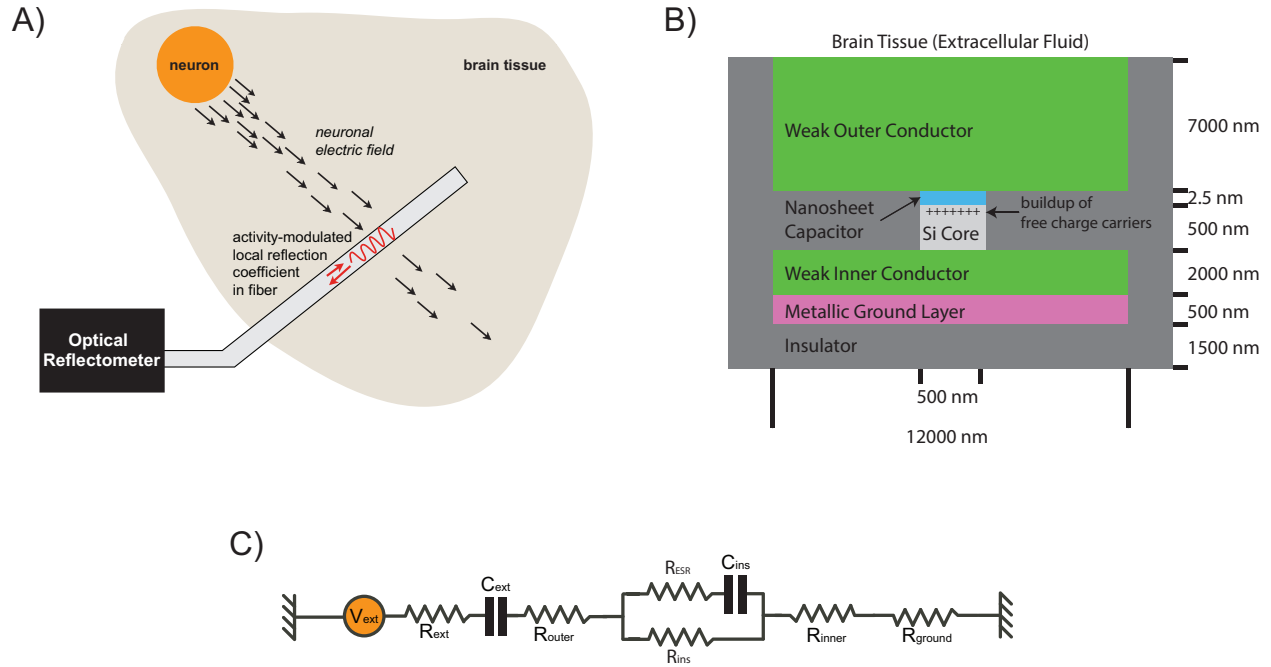 A)
neuron
brain tissue
neuronal
electric field
activity-modulated
local reflection
coefficient
in fiber
Optical
Reflectometer
B)
Brain Tissue (Extracellular Fluid)
Weak Outer Conductor
7000 nm
Nanosheet
Capacitor
2.5 nm
+++++++
buildup of
free charge carriers
Si Core
500 nm
Weak Inner Conductor
2000 nm
Metallic Ground Layer
500 nm
Insulator
1500 nm
500 nm
12000 nm
C)
Vext
Rext
Cext
Router
RESR
Cins
Rins
Rinner
Rground